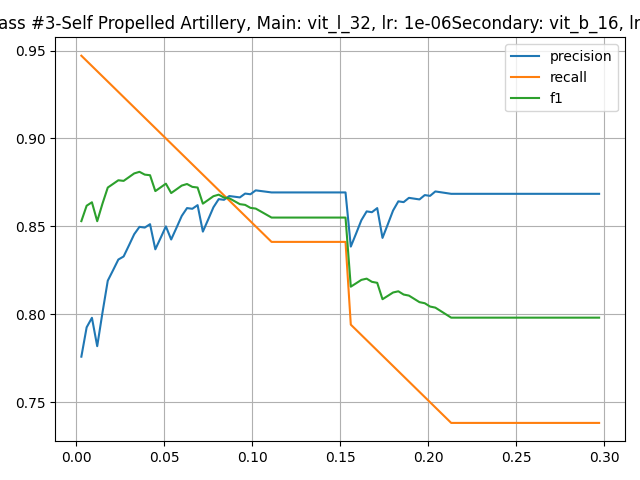 ass #3-Self Propelled Artillery, Main: vit_l_32, lr: 1e-06Secondary: vit_b_16, lr
precision
recall
f1
0.95
0.90
0.85
0.80
0.75
0.00 0.05 0.10 0.15 0.20 0.25 0.30